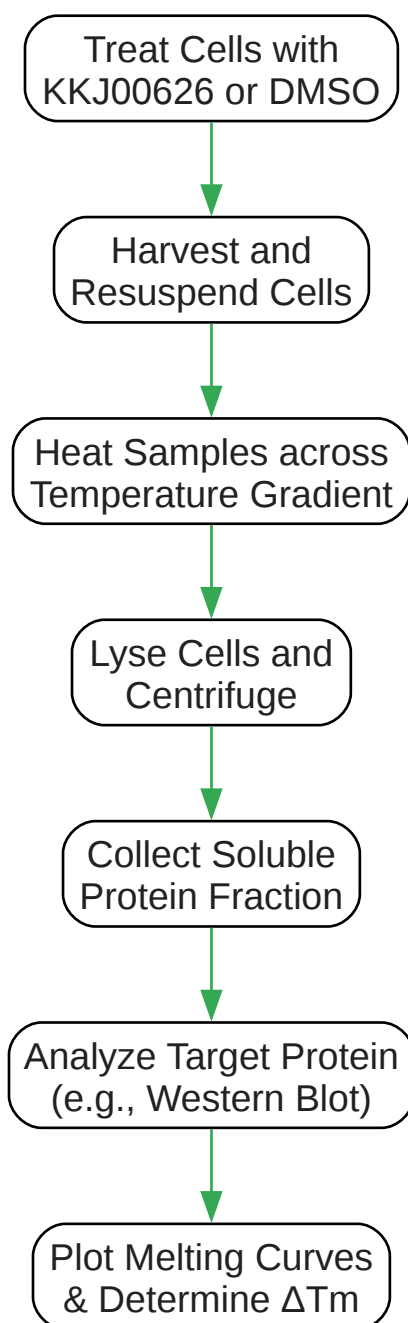 Treat Cells with
KKJ00626 or DMSO
Harvest and
Resuspend Cells
Heat Samples across
Temperature Gradient
Lyse Cells and
Centrifuge
Collect Soluble
Protein Fraction
Analyze Target Protein
(e.g., Western Blot)
Plot Melting Curves
& Determine ΔTm